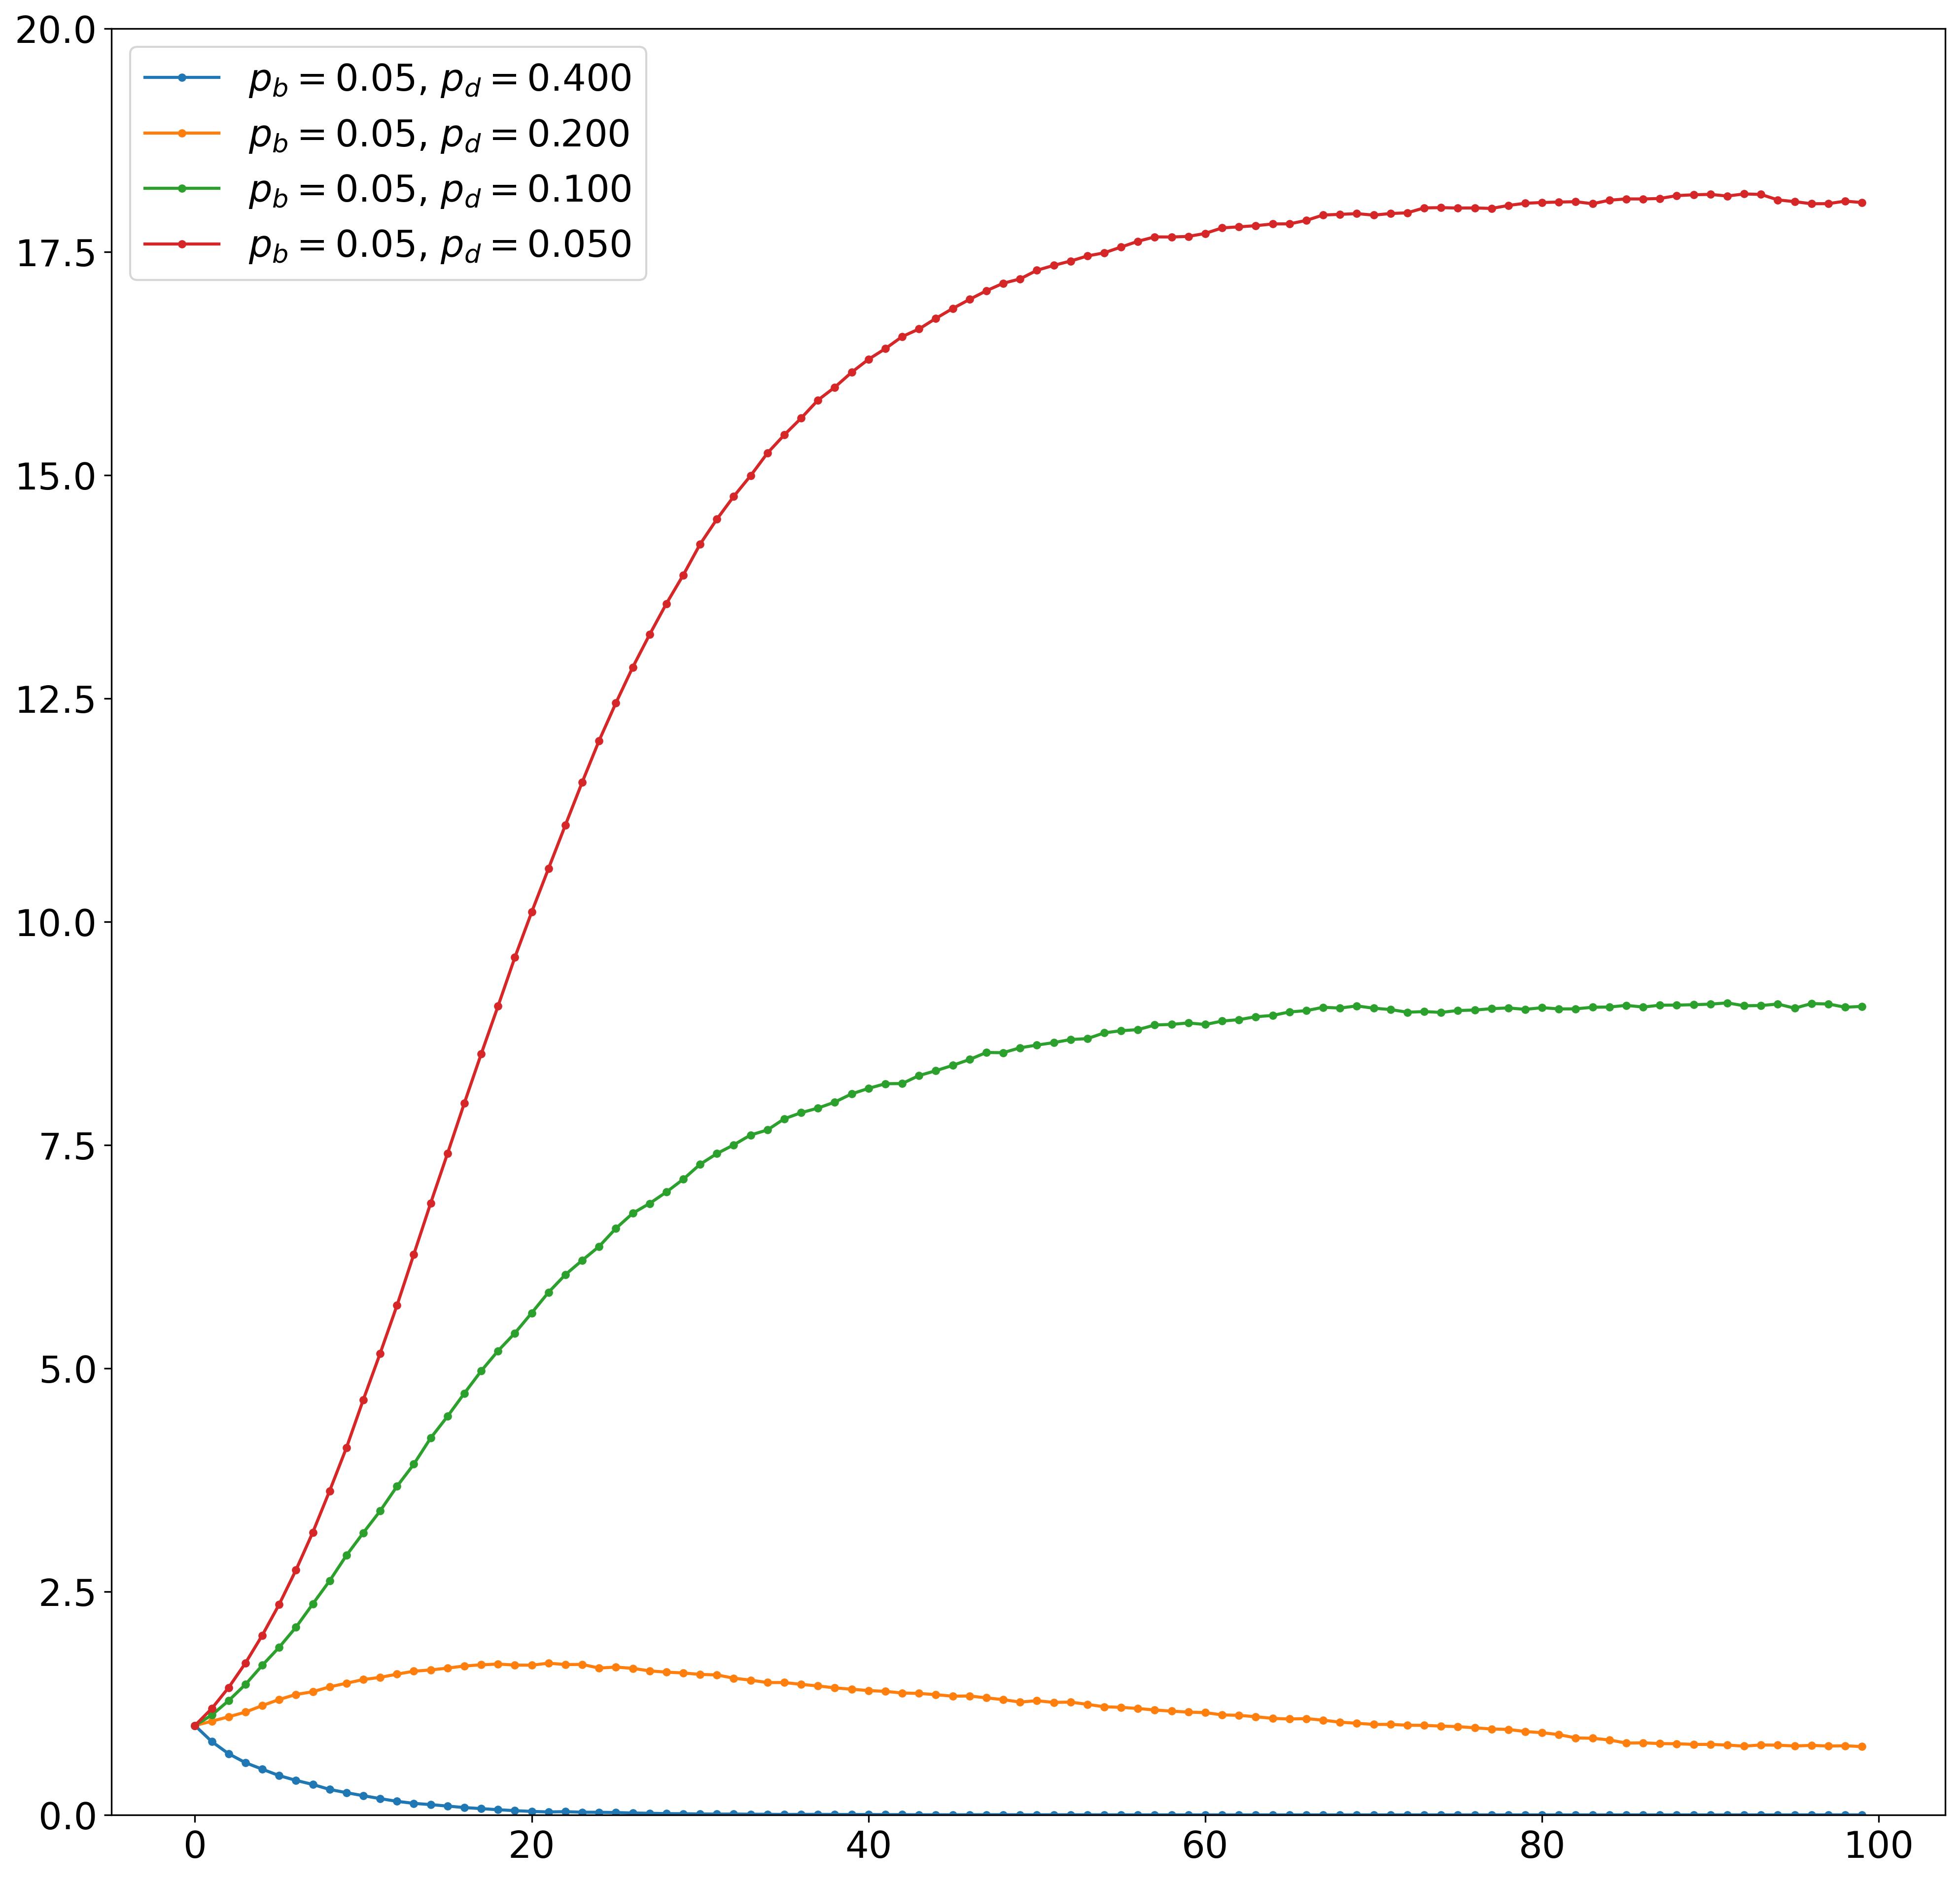 20.0
17.5
15.0
12.5
10.0
7.5
5.0
2.5
0.0
p_b = 0.05, p_d = 0.400
p_b = 0.05, p_d = 0.200
p_b = 0.05, p_d = 0.100
p_b = 0.05, p_d = 0.050
0 20 40 60 80 100